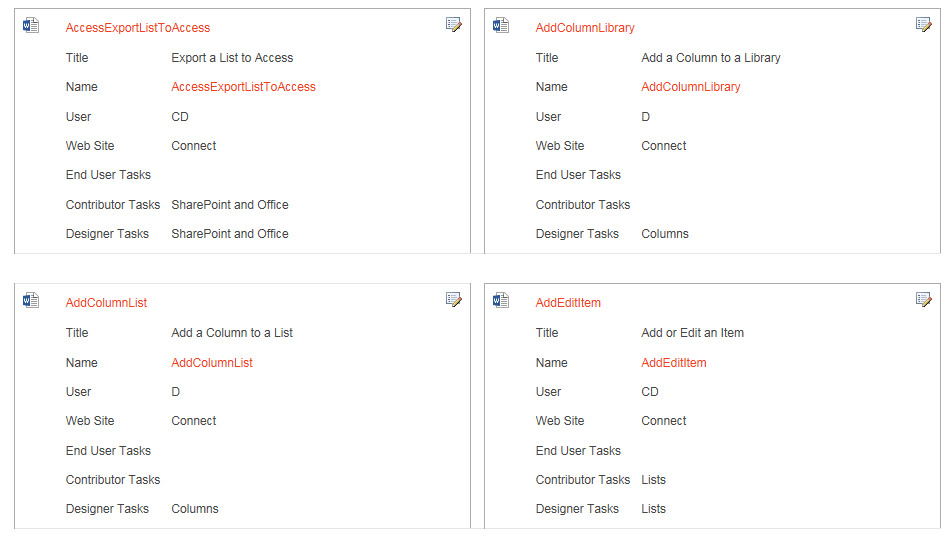 AccessExportListToAccess
Title Export a List to Access
Name AccessExportListToAccess
User CD
Web Site Connect
End User Tasks
Contributor Tasks SharePoint and Office
Designer Tasks SharePoint and Office
AddColumnLibrary
Title Add a Column to a Library
Name AddColumnLibrary
User D
Web Site Connect
End User Tasks
Contributor Tasks
Designer Tasks Columns
AddColumnList
Title Add a Column to a List
Name AddColumnList
User D
Web Site Connect
End User Tasks
Contributor Tasks
Designer Tasks Columns
AddEditItem
Title Add or Edit an Item
Name AddEditItem
User CD
Web Site Connect
End User Tasks
Contributor Tasks Lists
Designer Tasks Lists